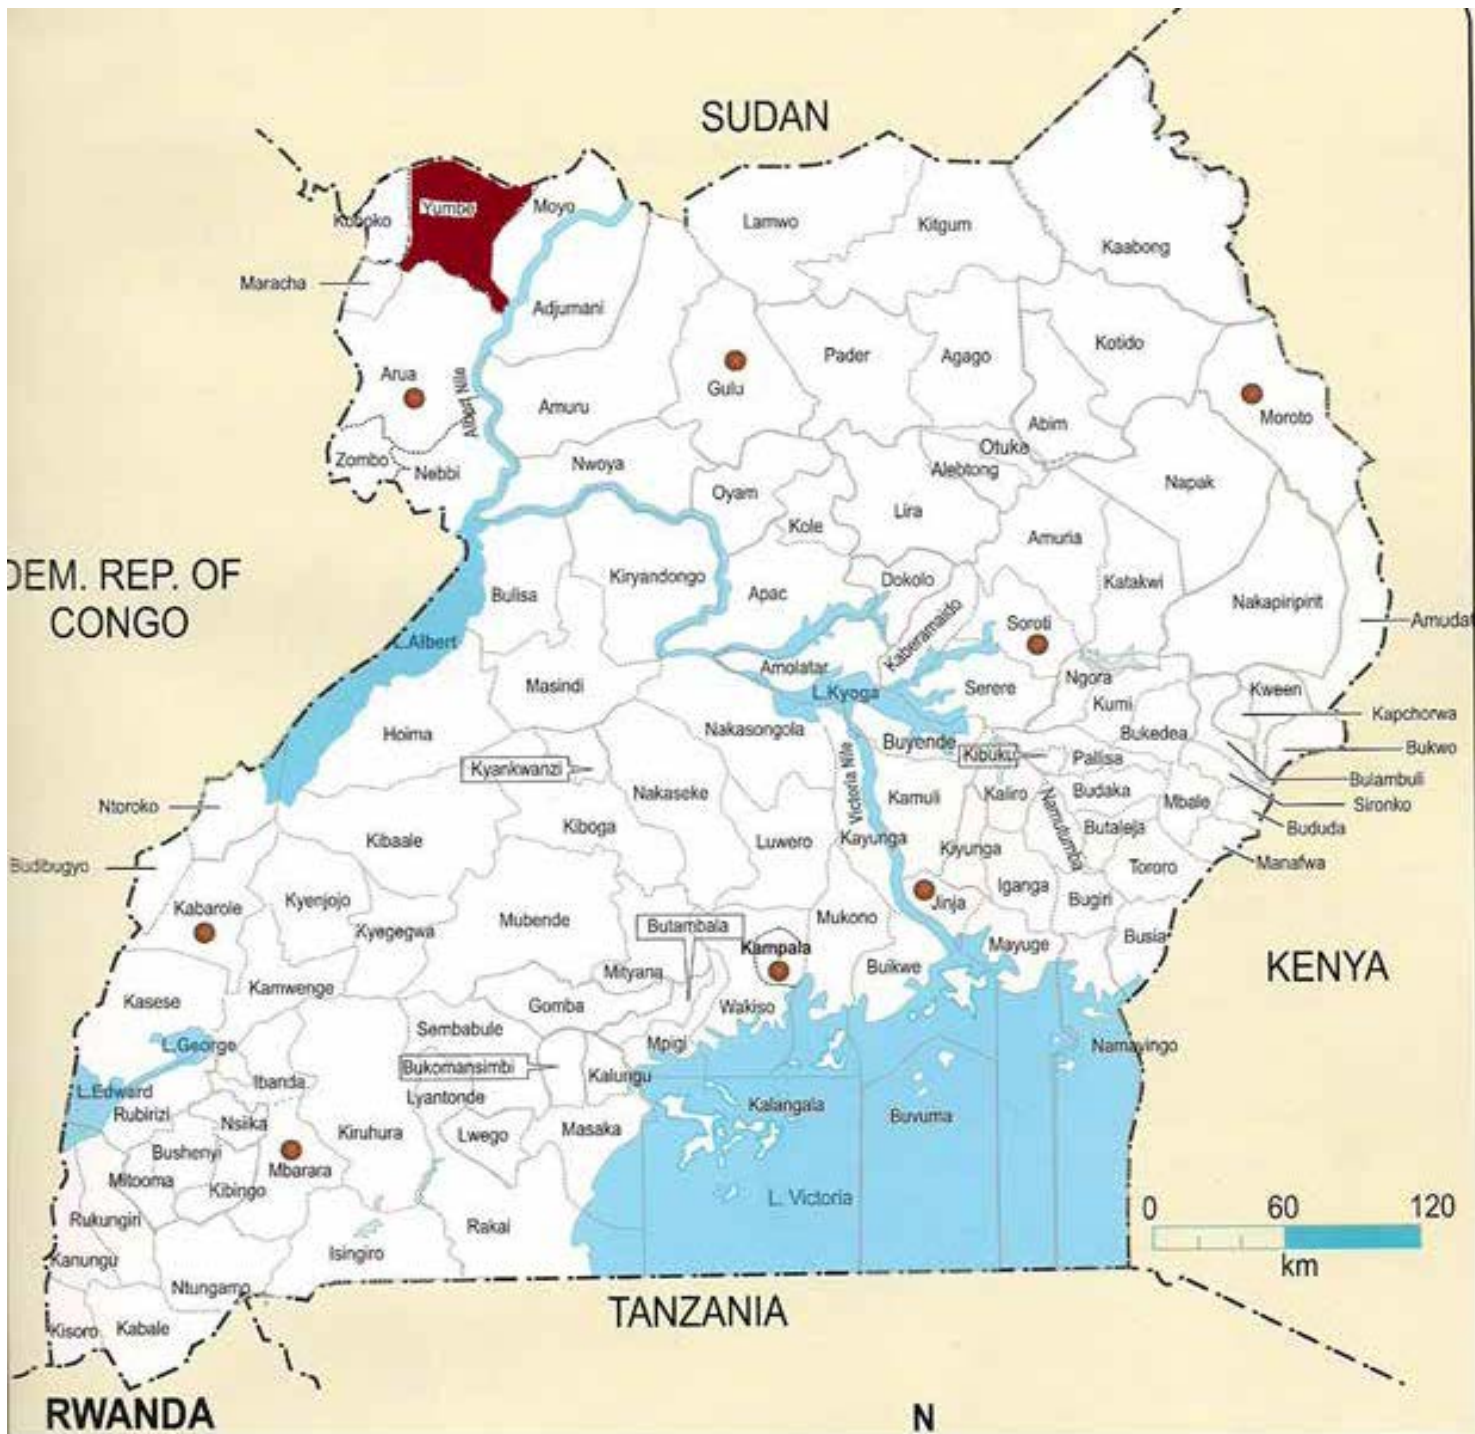 SUDAN
Yumbe
Moyo
Koboko
Lamwo
Kitgum
Kaabong
Maracha
Adjumani
Arua
Albert Nile
Gulu
Pader
Agago
Kotido
Amuru
Abim
Moroto
Zombo
Nebbi
Nwoya
Otuke
Alebtong
Oyam
Kole
Lira
Napak
Amuria
DEM. REP. OF
CONGO
Bulisa
Kiryandongo
Apac
Dokolo
Katakwi
Nakapiripirit
Amudat
L.Albert
Kaberamaido
Soroti
Masindi
Amolatar
L.Kyoga
Serere
Ngora
Kumi
Kween
Kapchorwa
Hoima
Nakasongola
Victoria Nile
Buyende
Kibuku
Bukedea
Pallisa
Bukwo
Kyankwanzi
Bulambuli
Ntoroko
Nakaseke
Kamuli
Kaliro
Namutumba
Budaka
Mbale
Sironko
Kibaale
Kiboga
Luwero
Kayunga
Kiyunga
Butaleja
Bududa
Budibugyo
Tororo
Manafwa
Kabarole
Kyenjojo
Kyegegwa
Mubende
Butambala
Kampala
Mukono
Jinja
Iganga
Bugiri
Mayuge
Busia
Kasese
Kamwenge
Mityana
Gomba
Wakiso
Buikwe
KENYA
L.George
Sembabule
Mpigi
Namayingo
L.Edward
Ibanda
Bukomansimbi
Kalungu
Rubirizi
Nsiika
Lyantonde
Kalangala
Buvuma
Bushenyi
Kiruhura
Lwego
Masaka
Mitooma
Kibingo
Mbarara
L. Victoria
Rukungiri
Isingiro
Rakai
0 60 120
km
Kanungu
Ntungamo
Kisoro
Kabale
TANZANIA
RWANDA
N